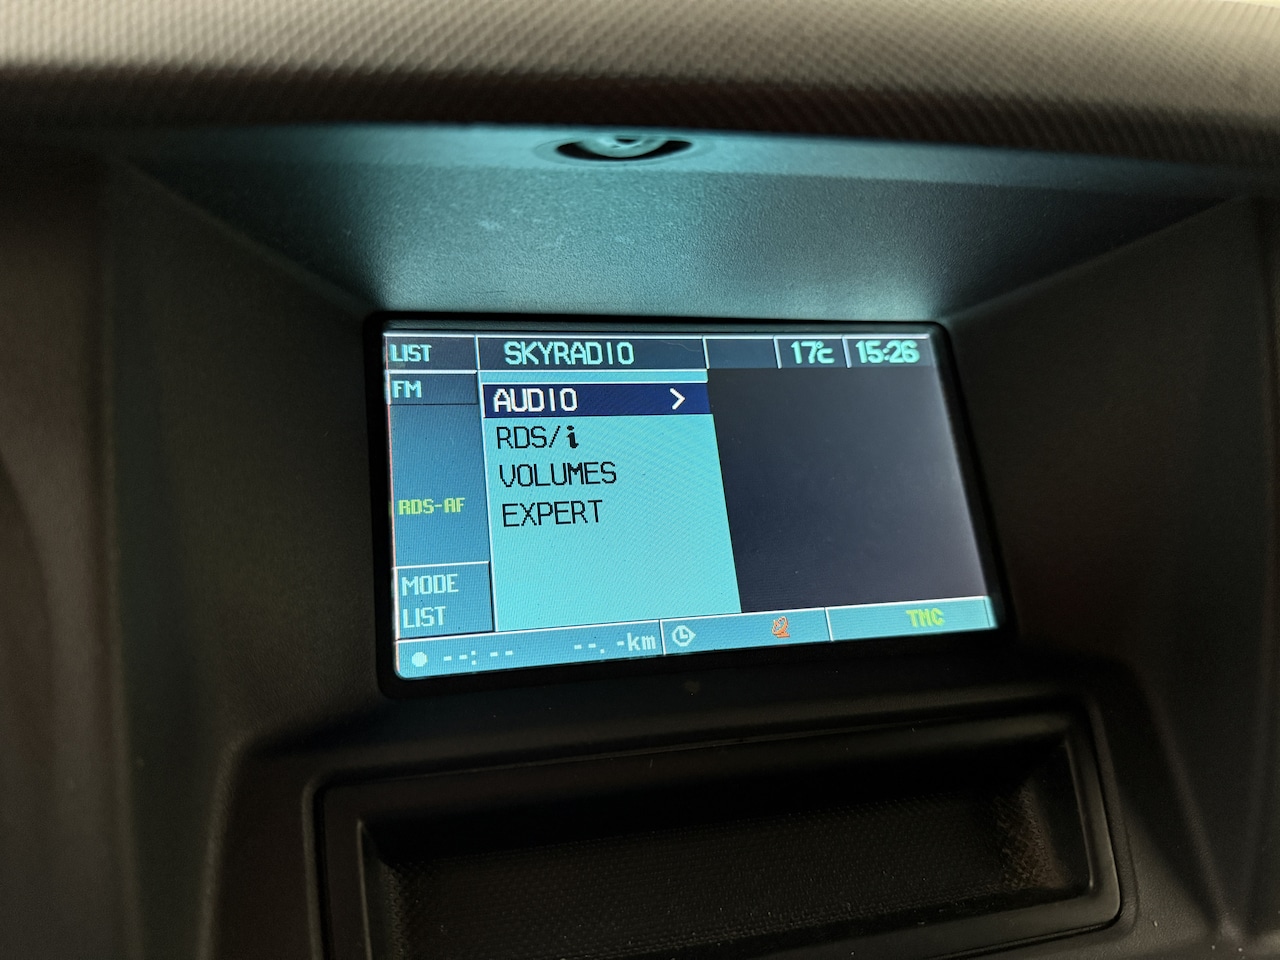 LIST SKYRADIO 17°c 15:26
FM
AUDIO >
RDS/i
VOLUMES
RDS-AF
EXPERT
MODE
LIST
--:-- --.-km TMC